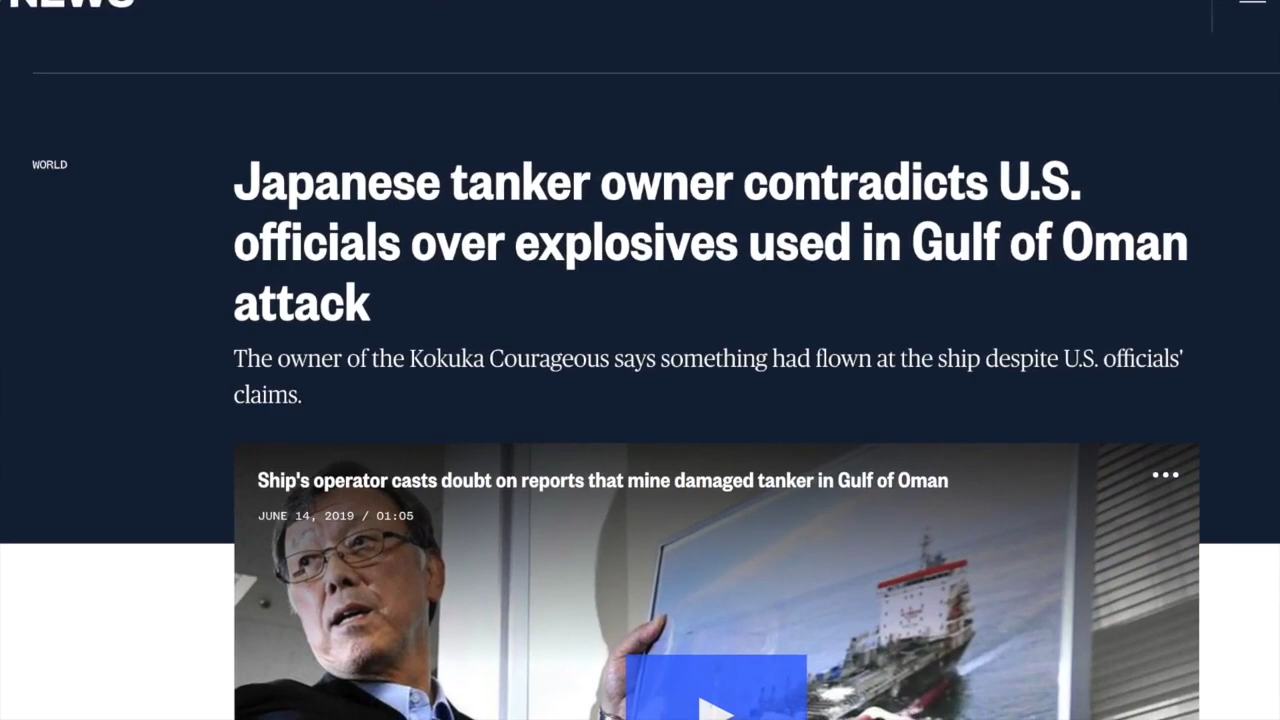 NEWS
WORLD
Japanese tanker owner contradicts U.S.
officials over explosives used in Gulf of Oman
attack
The owner of the Kokuka Courageous says something had flown at the ship despite U.S. officials'
claims.
Ship's operator casts doubt on reports that mine damaged tanker in Gulf of Oman
JUNE 14, 2019 / 01:05